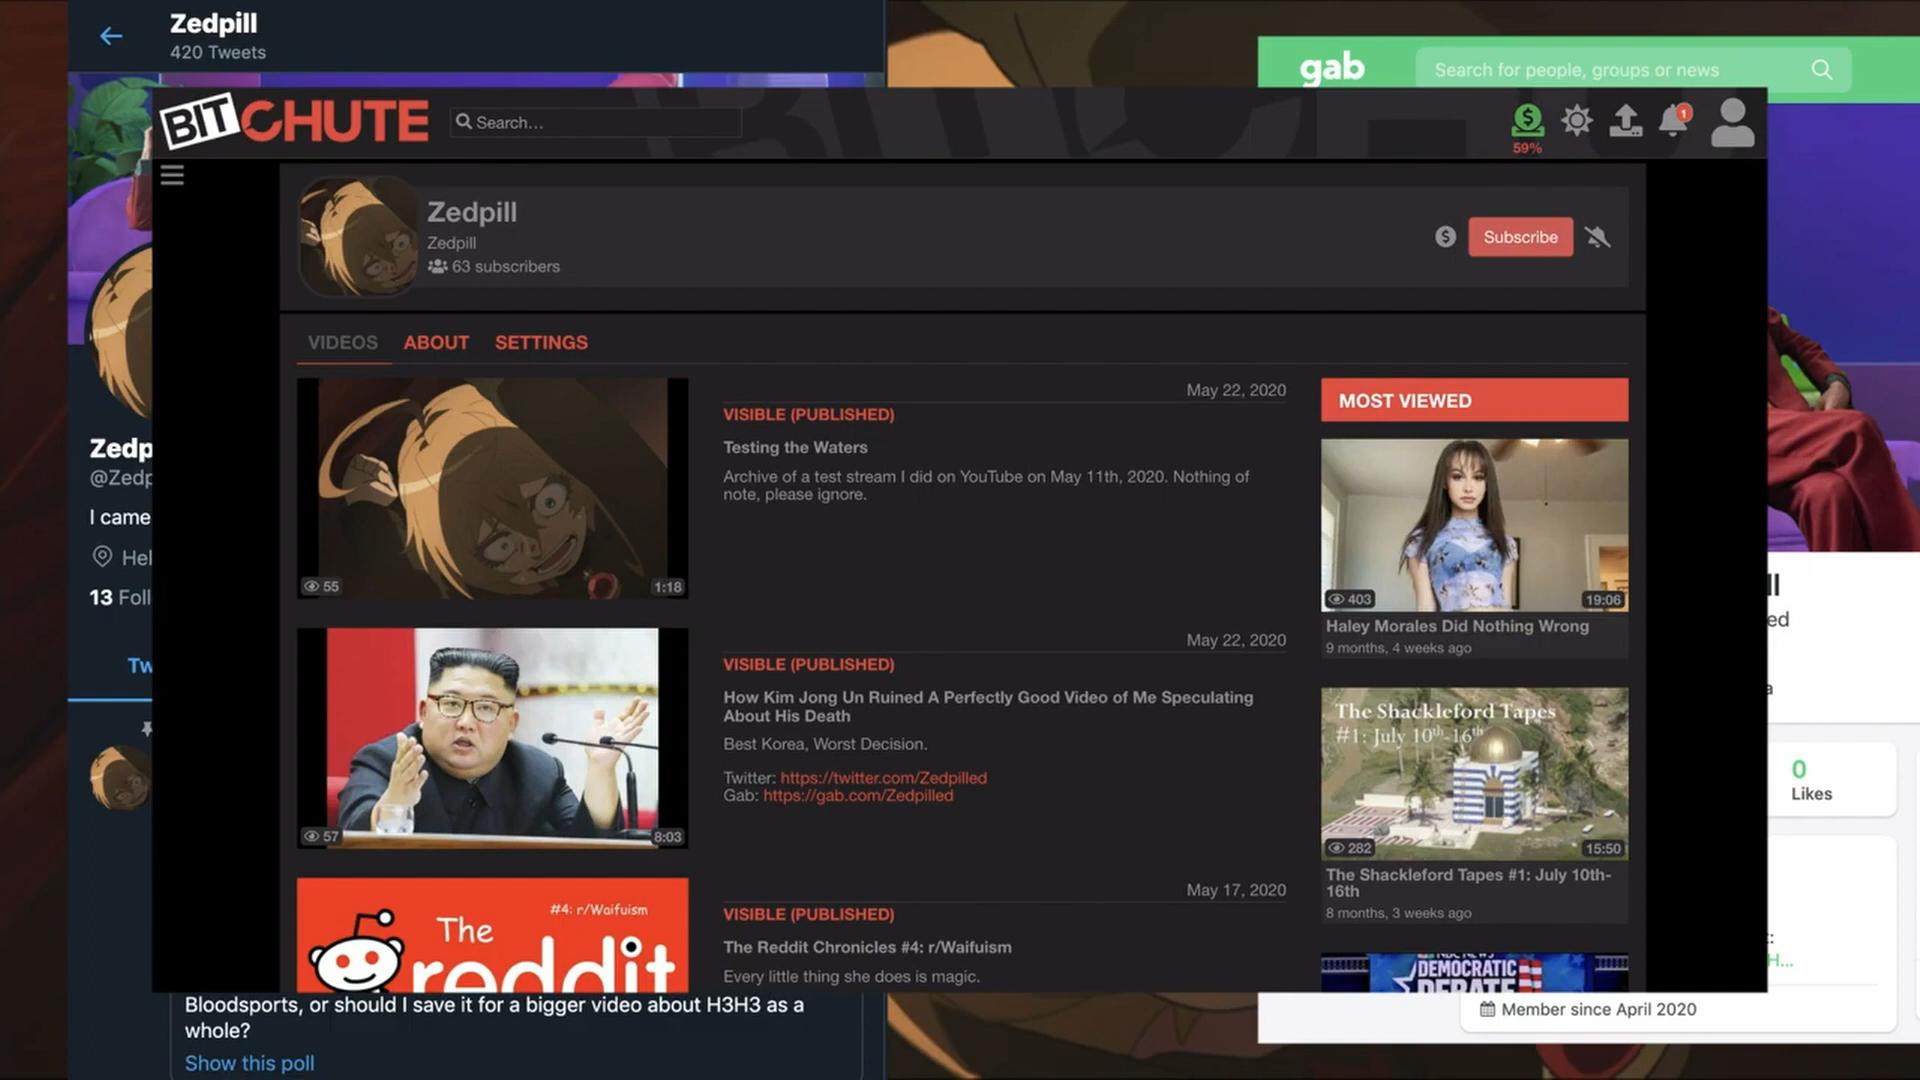 Zedpill
420 Tweets
gab
Search for people, groups or news
BITCHUTE
Search...
59%
1
Zedpill
Zedpill
63 subscribers
Subscribe
VIDEOS ABOUT SETTINGS
May 22, 2020
VISIBLE (PUBLISHED)
Testing the Waters
Archive of a test stream I did on YouTube on May 11th, 2020. Nothing of
note, please ignore.
55
1:18
May 22, 2020
VISIBLE (PUBLISHED)
How Kim Jong Un Ruined A Perfectly Good Video of Me Speculating
About His Death
Best Korea, Worst Decision.
Twitter: https://twitter.com/Zedpilled
Gab: https://gab.com/Zedpilled
57
8:03
May 17, 2020
VISIBLE (PUBLISHED)
The Reddit Chronicles #4: r/Waifuism
Every little thing she does is magic.
#4: r/Waifuism
The
reddit
MOST VIEWED
403
19:06
Haley Morales Did Nothing Wrong
9 months, 4 weeks ago
The Shackleford Tapes
#1: July 10th-16th
282
15:50
The Shackleford Tapes #1: July 10th-
16th
8 months, 3 weeks ago
NBC NEWS
DEMOCRATIC
DEBATE
Zedp
@Zedp
I came
Hel
13 Foll
Tw
Bloodsports, or should I save it for a bigger video about H3H3 as a
whole?
Show this poll
ll
ed
a
0
Likes
:
H...
Member since April 2020